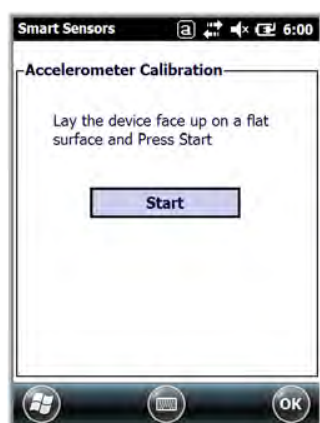 Smart Sensors a 6:00
Accelerometer Calibration
Lay the device face up on a flat
surface and Press Start
Start
OK